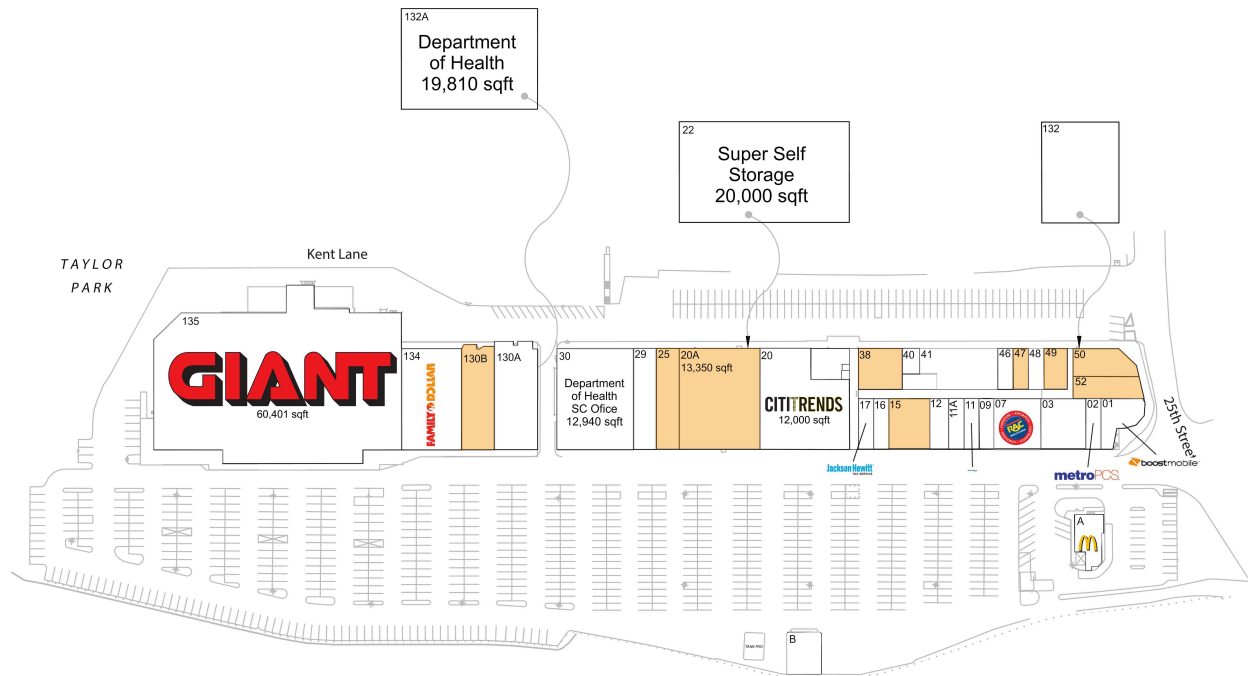 132A
Department
of Health
19,810 sqft
22
Super Self
Storage
20,000 sqft
132
TAYLOR
PARK
Kent Lane
135
GIANT
60,401 sqft
134
FAMILY DOLLAR
130B
130A
30
Department
of Health
SC Ofice
12,940 sqft
29
25
20A
13,350 sqft
20
CITITRENDS
12,000 sqft
38
40
41
46
47
48
49
50
52
17
16
15
12
11A
11
09
07
RAC
03
02
01
25th Street
Jackson Hewitt
metroPCS.
boostmobile
A
B
TANK PAD